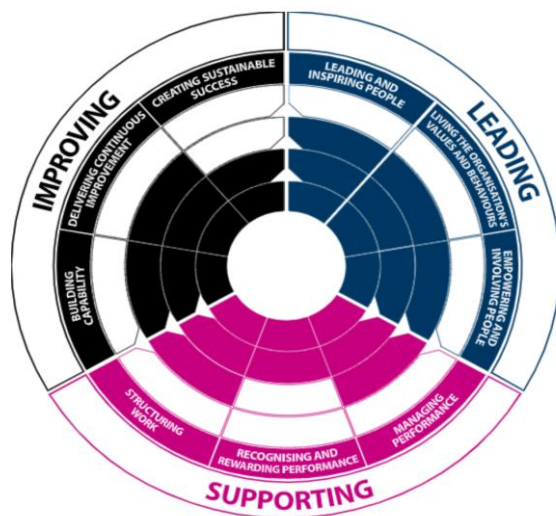 IMPROVING
LEADING
SUPPORTING
CREATING SUSTAINABLE
SUCCESS
LEADING AND
INSPIRING PEOPLE
DELIVERING CONTINUOUS
IMPROVEMENT
LIVING THE ORGANISATION'S
VALUES AND BEHAVIOURS
BUILDING
CAPABILITY
EMPOWERING AND
INVOLVING PEOPLE
STRUCTURING
WORK
RECOGNISING AND
REWARDING PERFORMANCE
MANAGING
PERFORMANCE